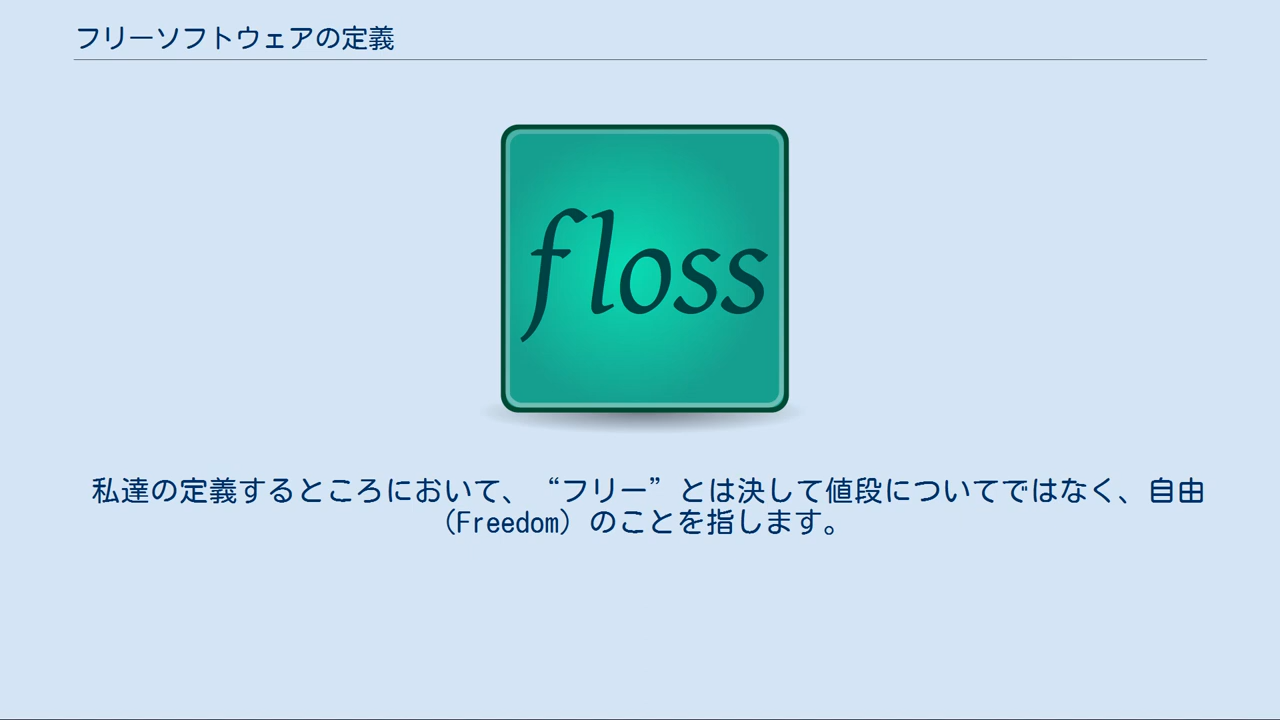 フリーソフトウェアの定義
floss
私達の定義するところにおいて、“フリー”とは決して値段についてではなく、自由
（Freedom）のことを指します。